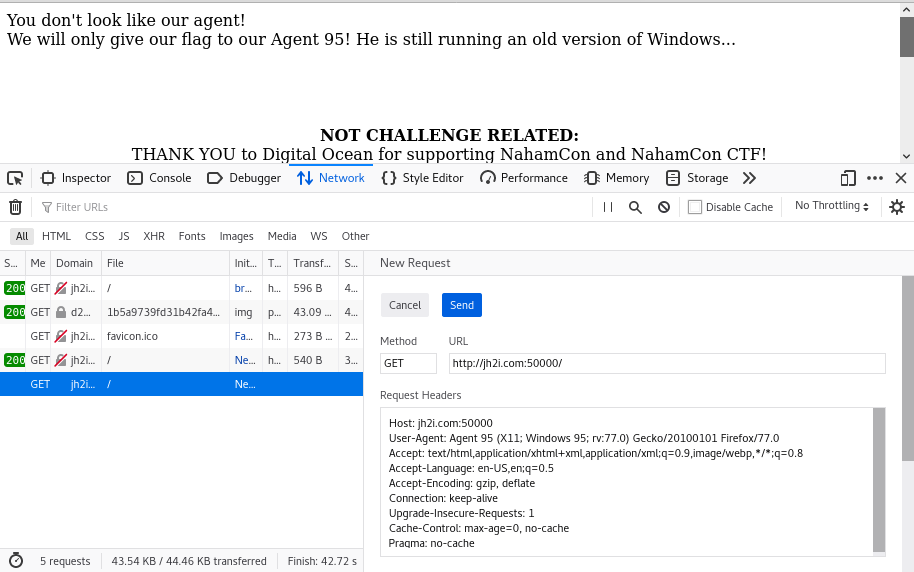 You don't look like our agent!
We will only give our flag to our Agent 95! He is still running an old version of Windows...
NOT CHALLENGE RELATED:
THANK YOU to Digital Ocean for supporting NahamCon and NahamCon CTF!
Inspector Console Debugger Network Style Editor Performance Memory Storage
Filter URLs Disable Cache No Throttling
All HTML CSS JS XHR Fonts Images Media WS Other
S... Me Domain File Init... T... Transf... S...
200 GET jh2i... / br... h... 596 B 4...
200 GET d2... 1b5a9739fd31b42fa4... img p... 43.09 ... 4...
GET jh2i... favicon.ico Fa... h... 273 B ... 2...
200 GET jh2i... / Ne... h... 540 B 3...
GET jh2i... / Ne...
5 requests 43.54 KB / 44.46 KB transferred Finish: 42.72 s
New Request
Cancel Send
Method URL
GET http://jh2i.com:50000/
Request Headers
Host: jh2i.com:50000
User-Agent: Agent 95 (X11; Windows 95; rv:77.0) Gecko/20100101 Firefox/77.0
Accept: text/html,application/xhtml+xml,application/xml;q=0.9,image/webp,*/*;q=0.8
Accept-Language: en-US,en;q=0.5
Accept-Encoding: gzip, deflate
Connection: keep-alive
Upgrade-Insecure-Requests: 1
Cache-Control: max-age=0, no-cache
Pragma: no-cache